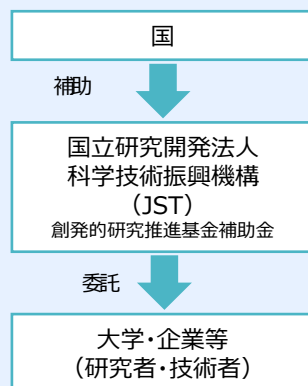 国
補助
国立研究開発法人
科学技術振興機構
（JST）
創発的研究推進基金補助金
委託
大学・企業等
（研究者・技術者）